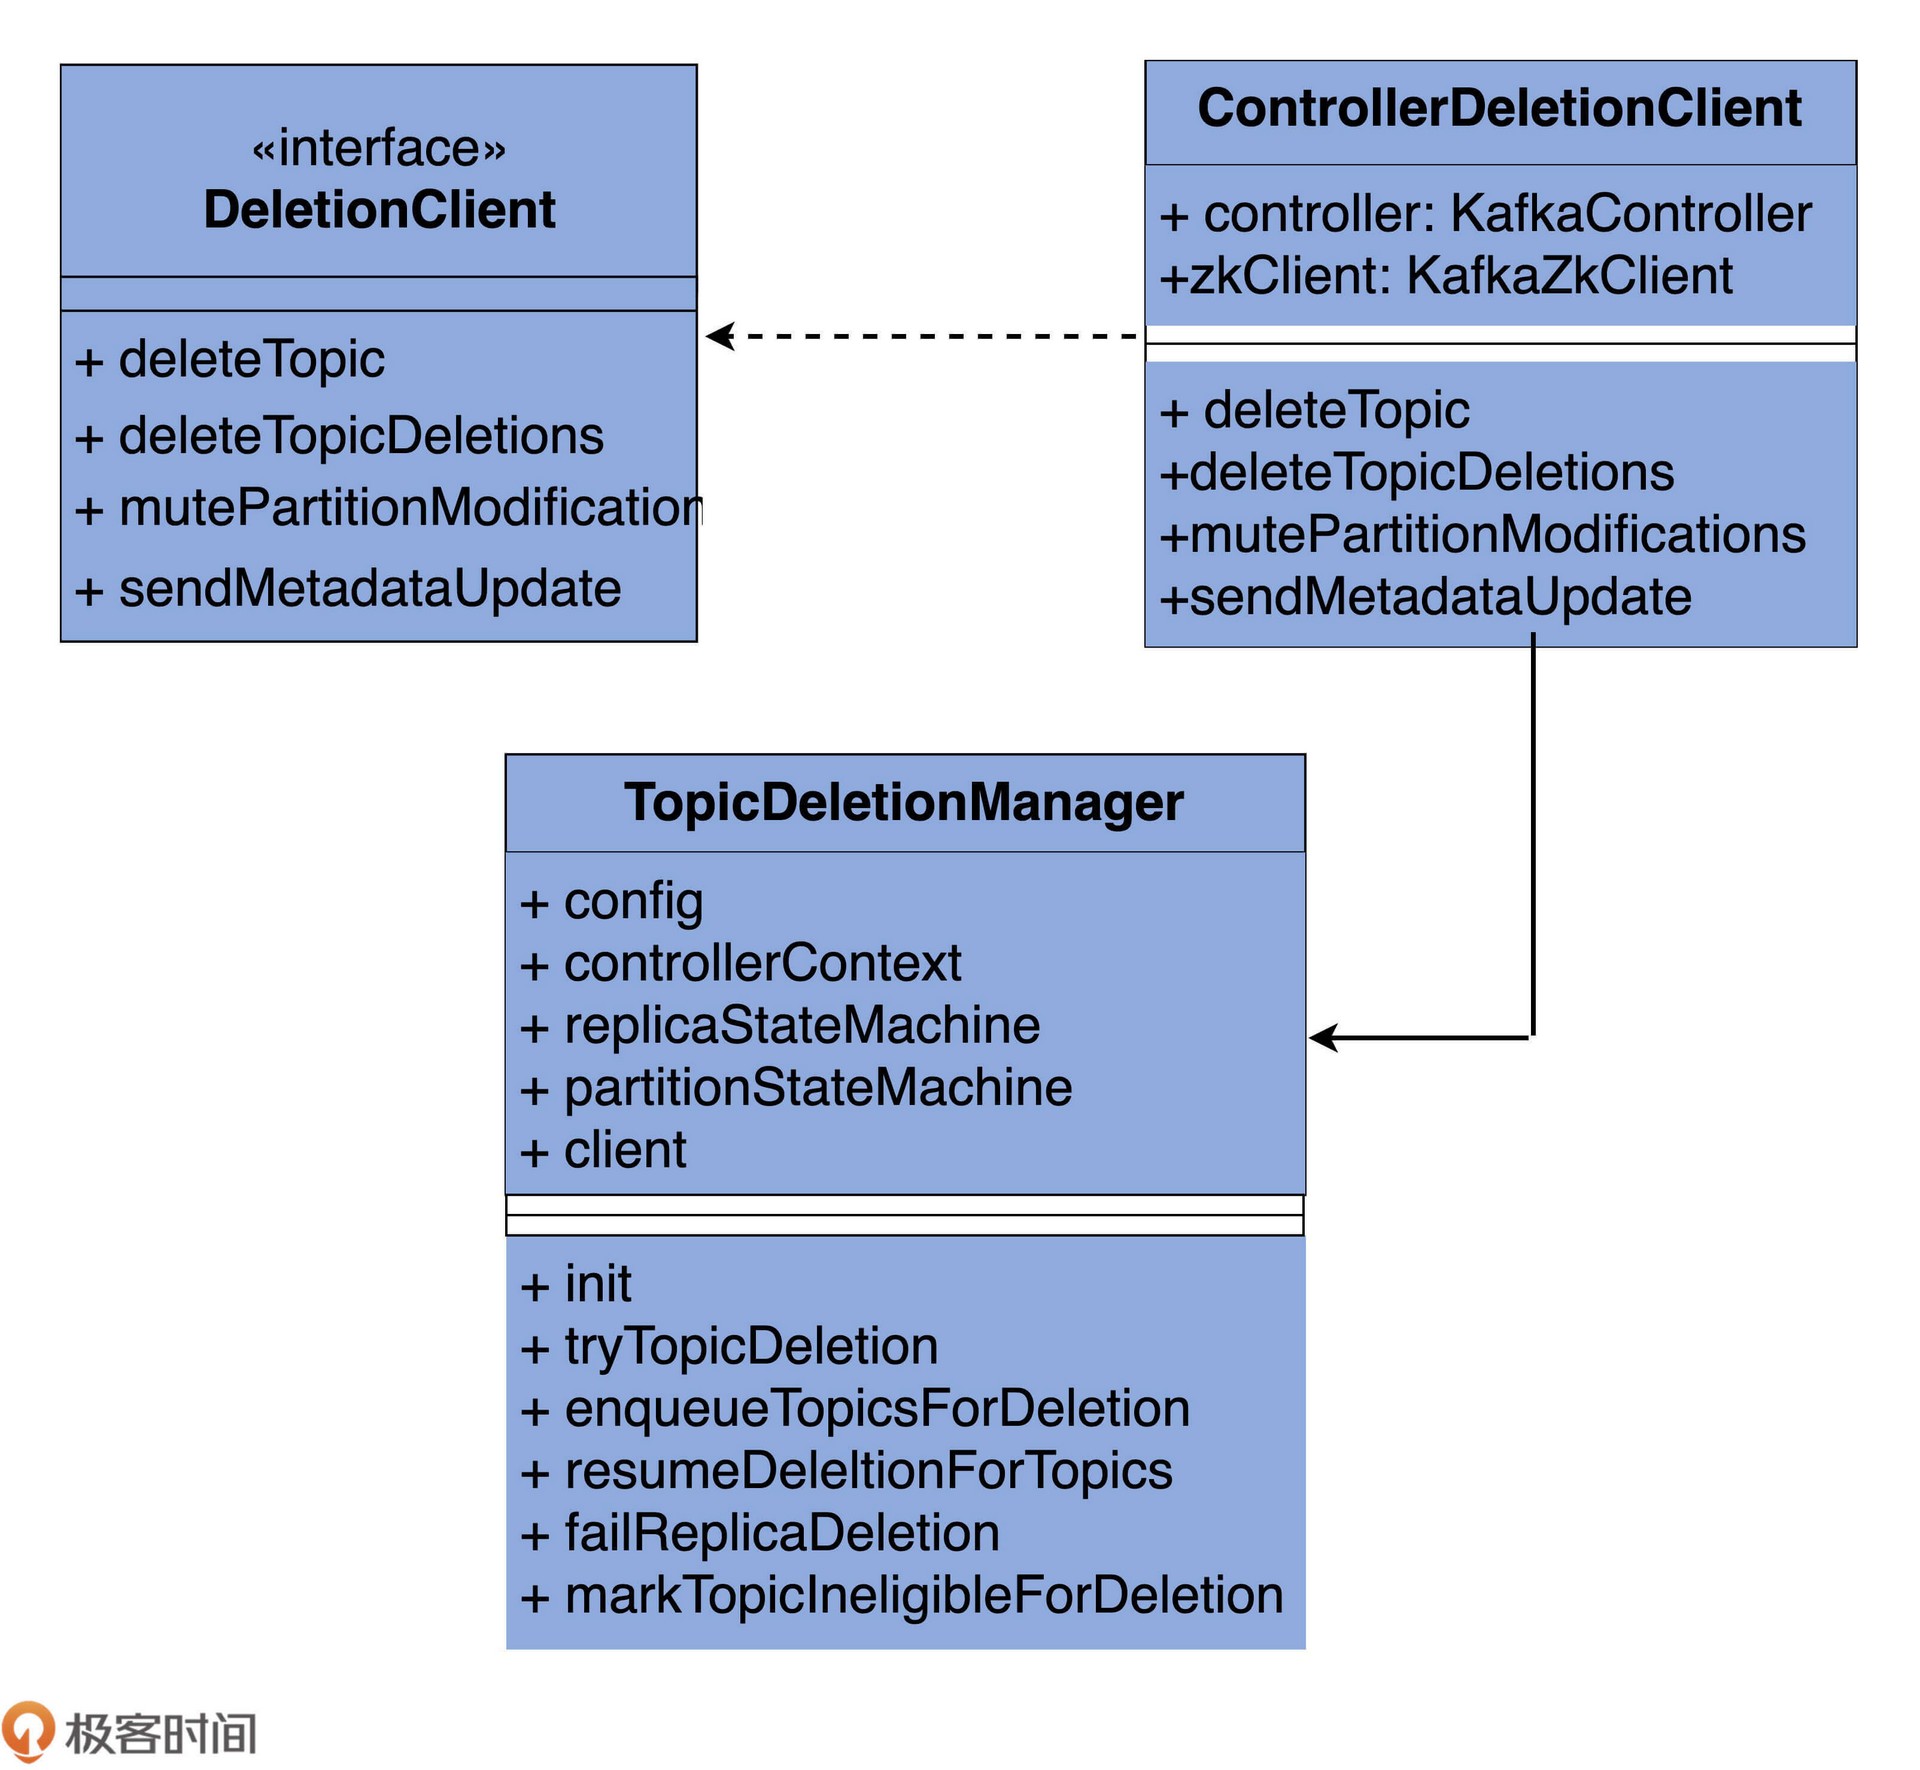 «interface»
DeletionClient
+ deleteTopic
+ deleteTopicDeletions
+ mutePartitionModification
+ sendMetadataUpdate
ControllerDeletionClient
+ controller: KafkaController
+zkClient: KafkaZkClient
+ deleteTopic
+deleteTopicDeletions
+mutePartitionModifications
+sendMetadataUpdate
TopicDeletionManager
+ config
+ controllerContext
+ replicaStateMachine
+ partitionStateMachine
+ client
+ init
+ tryTopicDeletion
+ enqueueTopicsForDeletion
+ resumeDeleltionForTopics
+ failReplicaDeletion
+ markTopicIneligibleForDeletion
极客时间